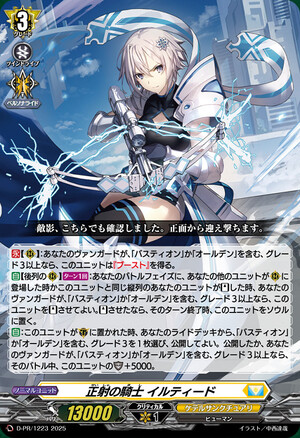 3
グレード
ツインドライブ
ペルソナライド
敵影、こちらでも確認しました。正面から迎え撃ちます。
永【】:あなたのヴァンガードが、「バスティオン」か「オールデン」を含む、グレード3以上なら、このユニットは『ブースト』を得る。
自【後列の】ターン1回:あなたのバトルフェイズに、あなたの他のユニットが
に登場した時かこのユニットと同じ縦列のあなたのユニットが
した時、あなたのヴァンガードが、「バスティオン」か「オールデン」を含む、グレード3以上なら、このユニットを
させてよい。
させたなら、そのターン終了時、このユニットをソウルに置く。
自:このユニットが
に置かれた時、あなたのライドデッキから、「バスティオン」か「オールデン」を含むグレード3を1枚選び、公開してよい。公開したか、あなたのヴァンガードが、「バスティオン」か「オールデン」を含む、グレード3以上なら、そのバトル中、このユニットの
+5000。
ノーマルユニット
正射の騎士 イルティード
パワー
13000
クリティカル
1
ケテルサンクチュアリ
ヒューマン
D-PR/1223 2025
イラスト/中西達哉